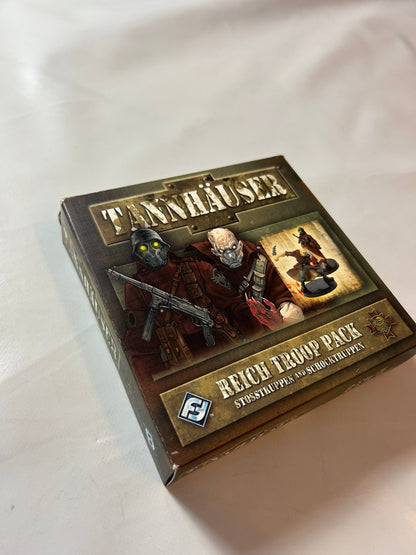 TANNHÄUSER
REICH TROOP PACK
STOSSTRUPPEN AND SCHOCKTRUPPEN